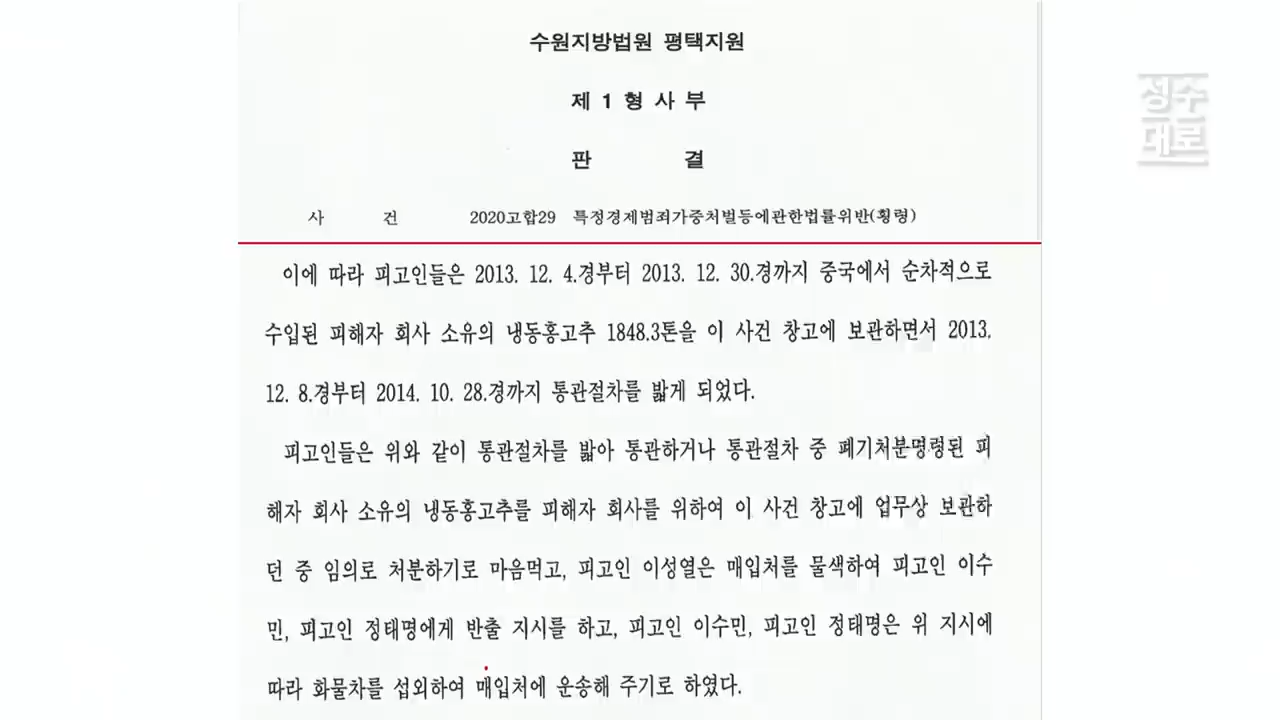 수원지방법원 평택지원
제 1 형 사 부
판 결
성수
대로
사 건 2020고합29 특정경제범죄가중처벌등에관한법률위반(횡령)
이에 따라 피고인들은 2013. 12. 4.경부터 2013. 12. 30.경까지 중국에서 순차적으로
수입된 피해자 회사 소유의 냉동홍고추 1848.3톤을 이 사건 창고에 보관하면서 2013.
12. 8.경부터 2014. 10. 28.경까지 통관절차를 밟게 되었다.
피고인들은 위와 같이 통관절차를 밟아 통관하거나 통관절차 중 폐기처분명령된 피
해자 회사 소유의 냉동홍고추를 피해자 회사를 위하여 이 사건 창고에 업무상 보관하
던 중 임의로 처분하기로 마음먹고, 피고인 이성열은 매입처를 물색하여 피고인 이수
민, 피고인 정태명에게 반출 지시를 하고, 피고인 이수민, 피고인 정태명은 위 지시에
따라 화물차를 섭외하여 매입처에 운송해 주기로 하였다.